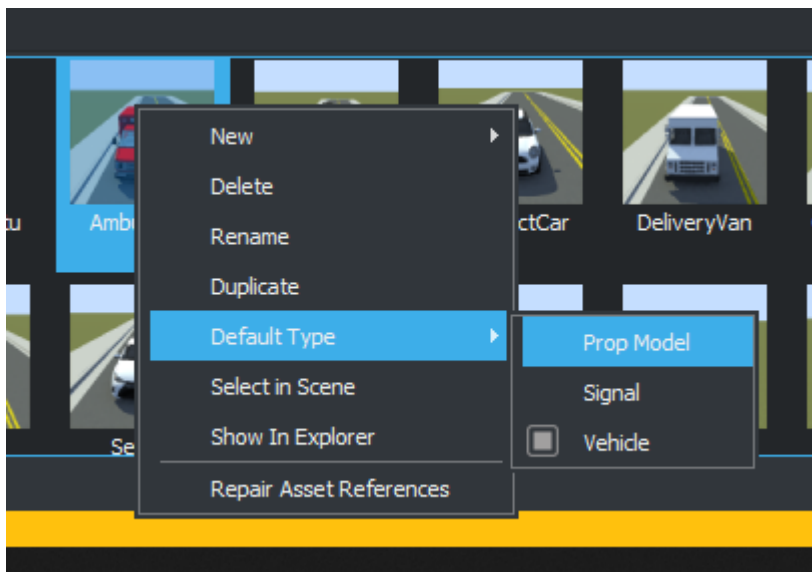 New
Delete
Rename
Duplicate
Default Type
Select in Scene
Show In Explorer
Repair Asset References
Prop Model
Signal
Vehicle
DeliveryVan